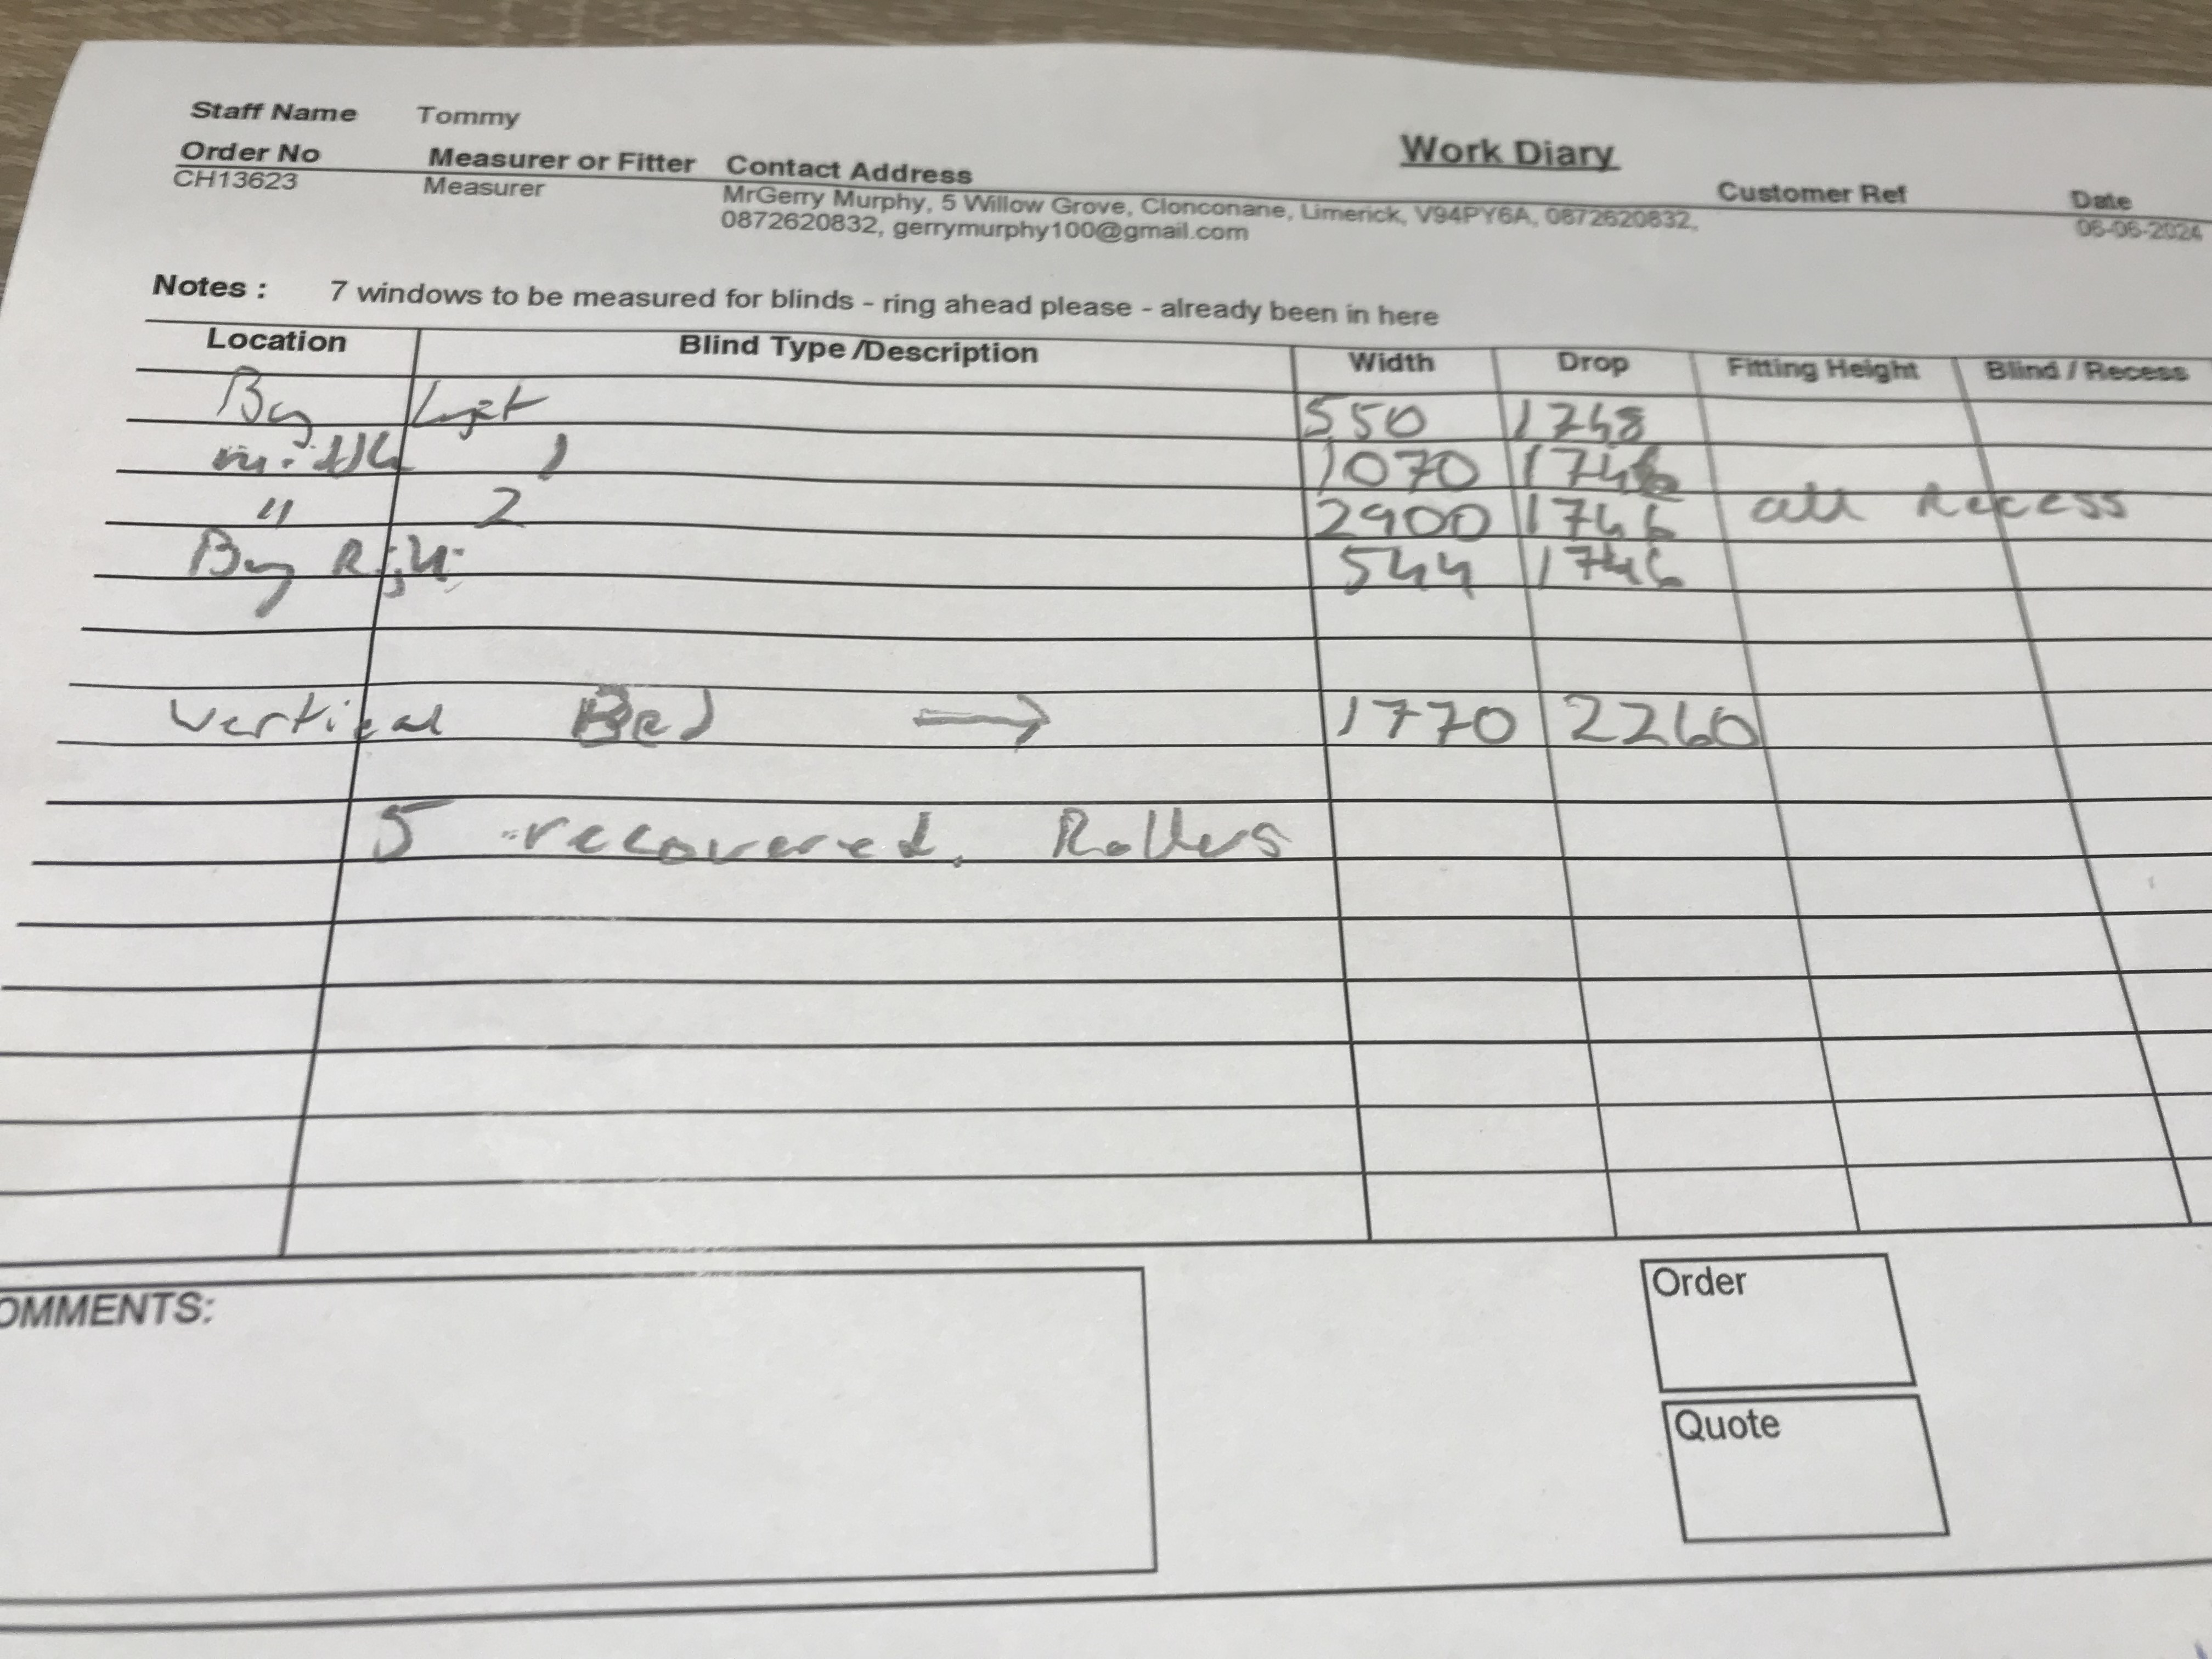 Staff Name Tommy
Work Diary
Order No Measurer or Fitter Contact Address Customer Ref Date
CH13623 Measurer MrGerry Murphy, 5 Willow Grove, Clonconane, Limerick, V94PY6A, 0872620832, 06-06-2024
0872620832, gerrymurphy100@gmail.com
Notes : 7 windows to be measured for blinds - ring ahead please - already been in here
Location Blind Type /Description Width Drop Fitting Height Blind / Recess
Bay Left 550 1748
middle 1 1070 1746
" 2 2900 1746 all Recess
Bay Right 544 1746
Vertical Bed → 1770 2260
5 recovered. Rollers
OMMENTS:
Order
Quote